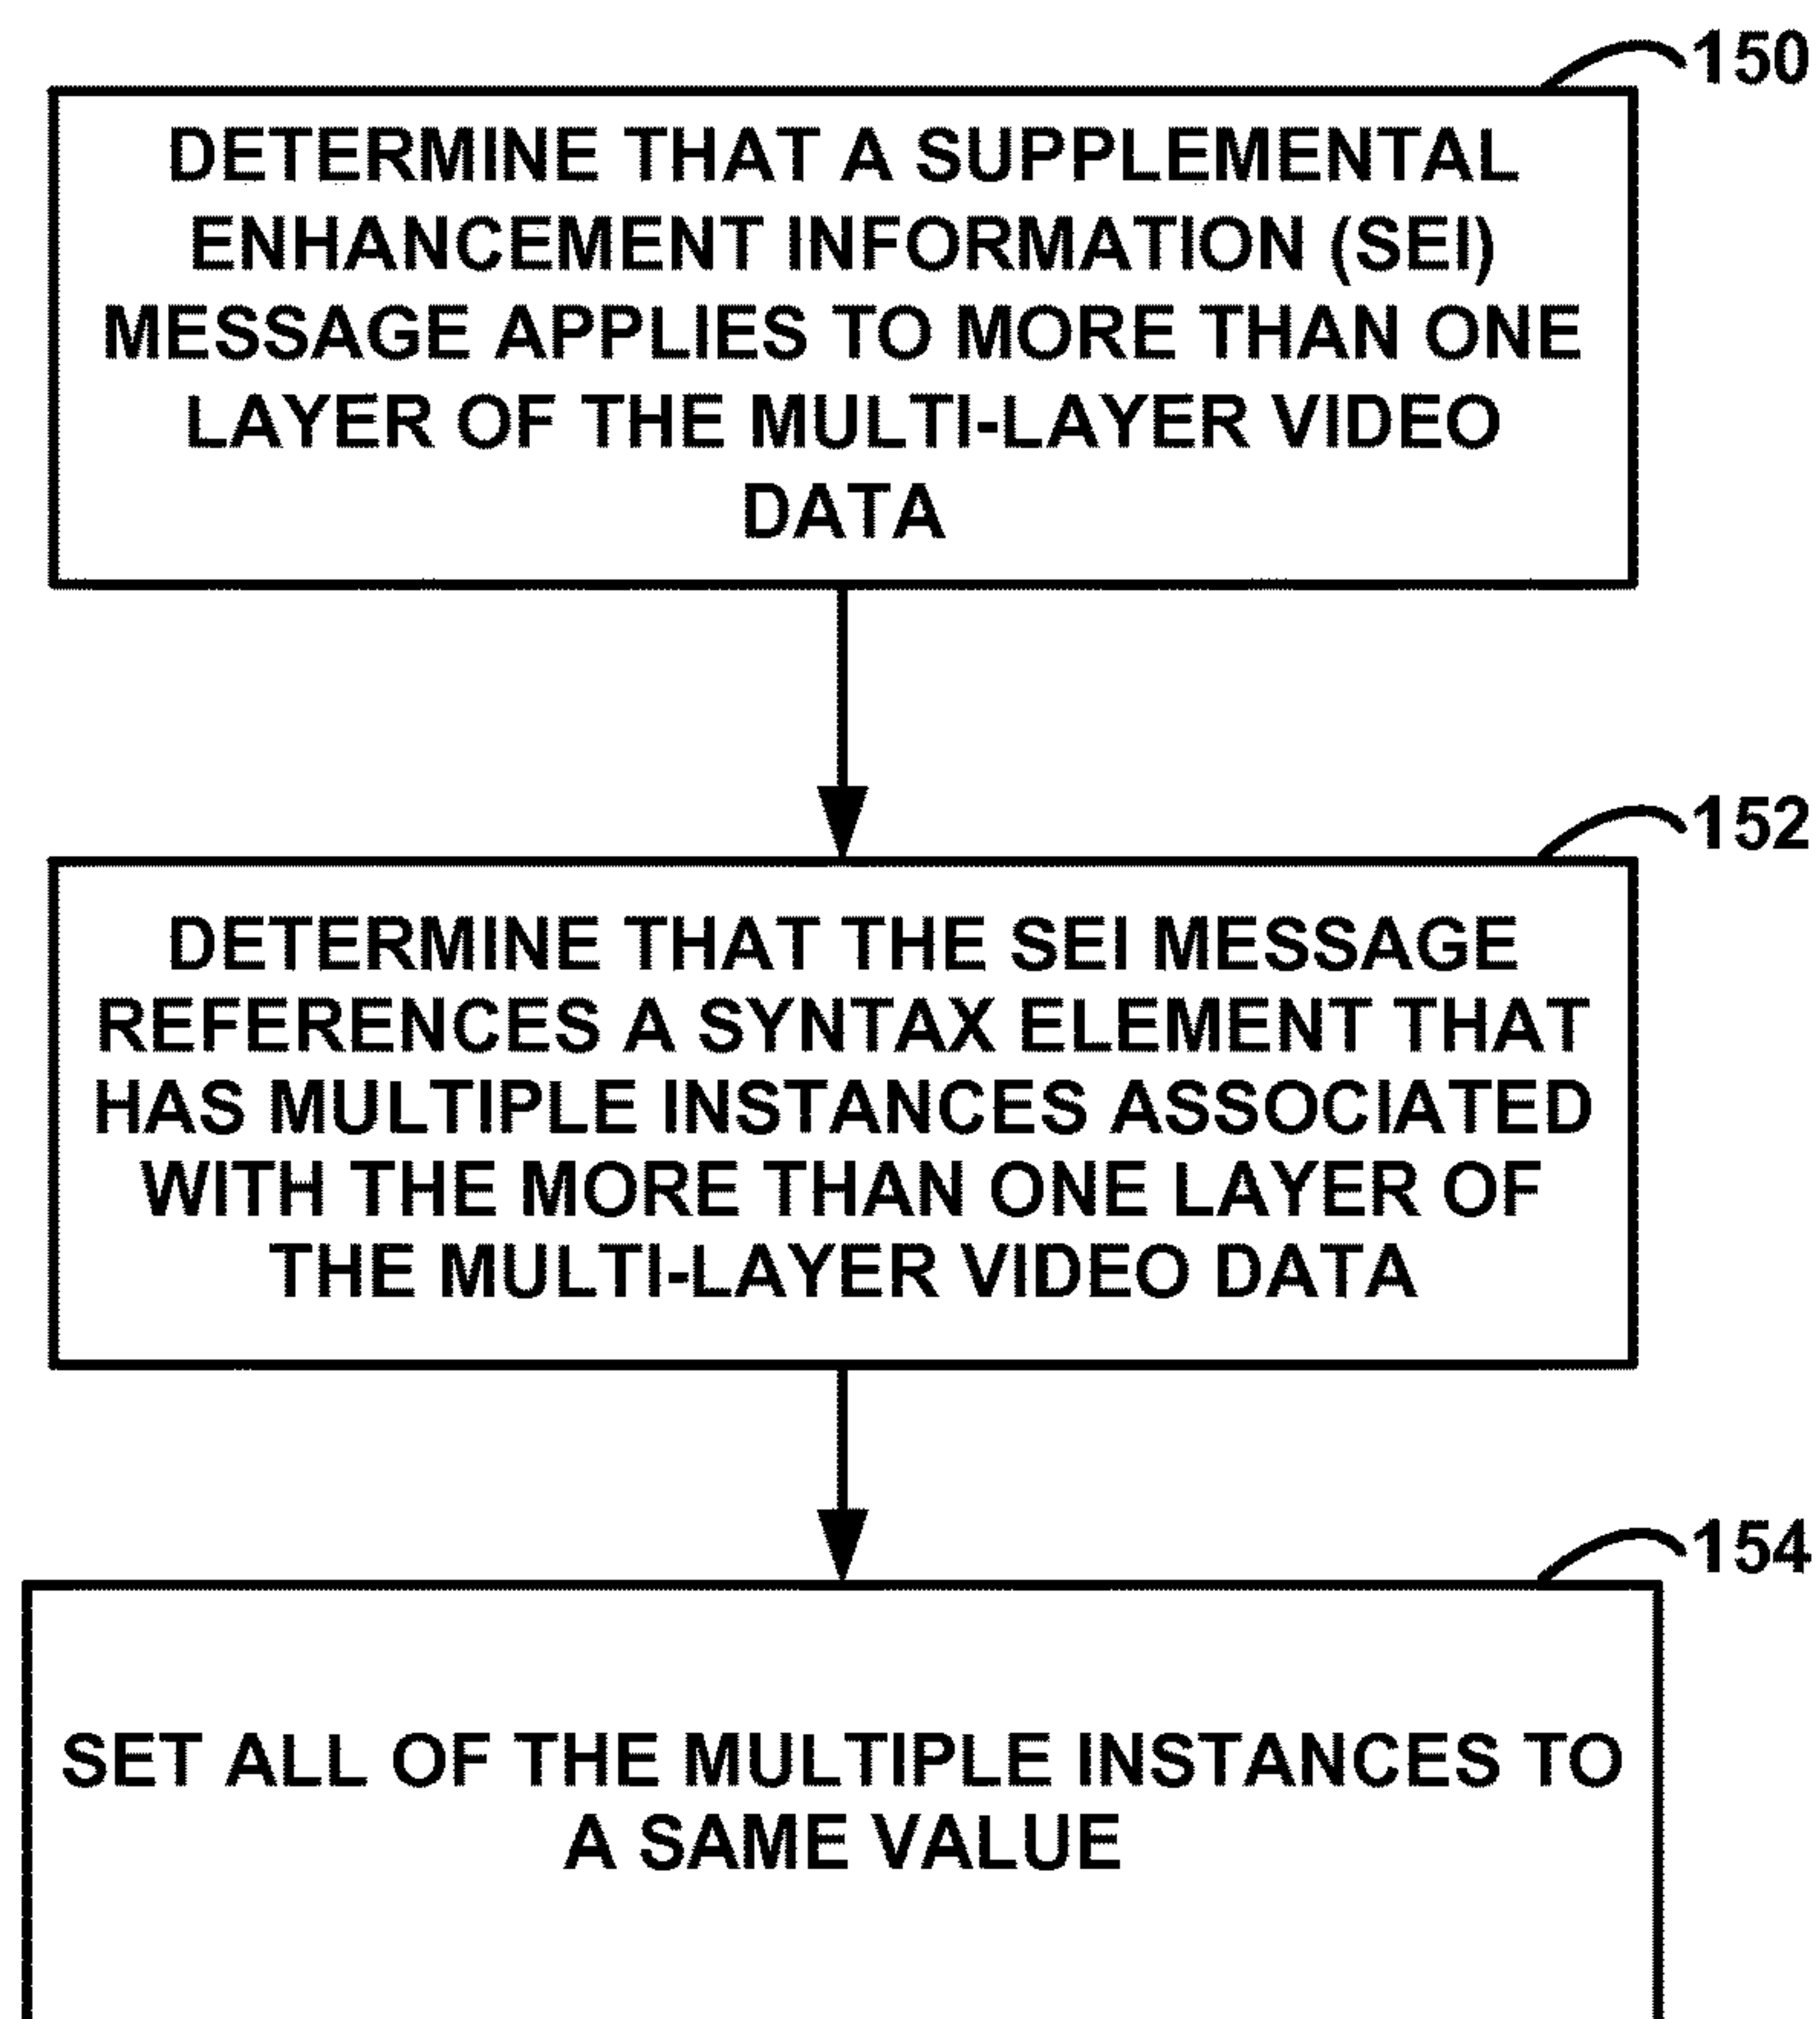 150
DETERMINE THAT A SUPPLEMENTAL
ENHANCEMENT INFORMATION (SEI)
MESSAGE APPLIES TO MORE THAN ONE
LAYER OF THE MULTI-LAYER VIDEO
DATA
152
DETERMINE THAT THE SEI MESSAGE
REFERENCES A SYNTAX ELEMENT THAT
HAS MULTIPLE INSTANCES ASSOCIATED
WITH THE MORE THAN ONE LAYER OF
THE MULTI-LAYER VIDEO DATA
154
SET ALL OF THE MULTIPLE INSTANCES TO
A SAME VALUE